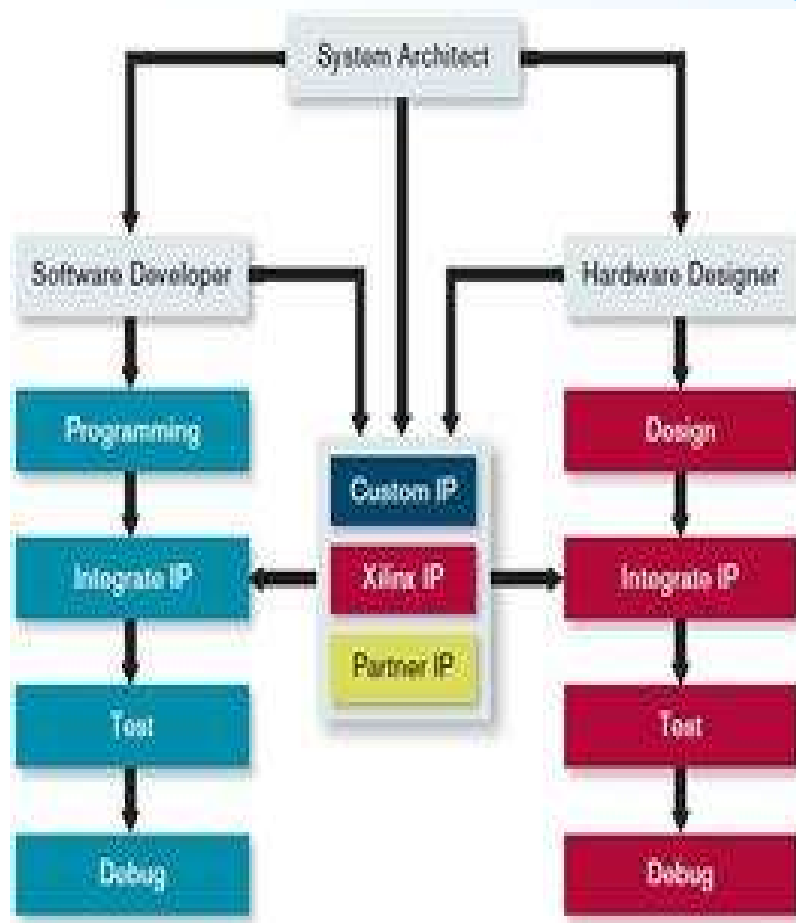 System Architect
Software Developer
Hardware Designer
Programming
Design
Custom IP
Integrate IP
Xilinx IP
Integrate IP
Partner IP
Test
Test
Debug
Debug